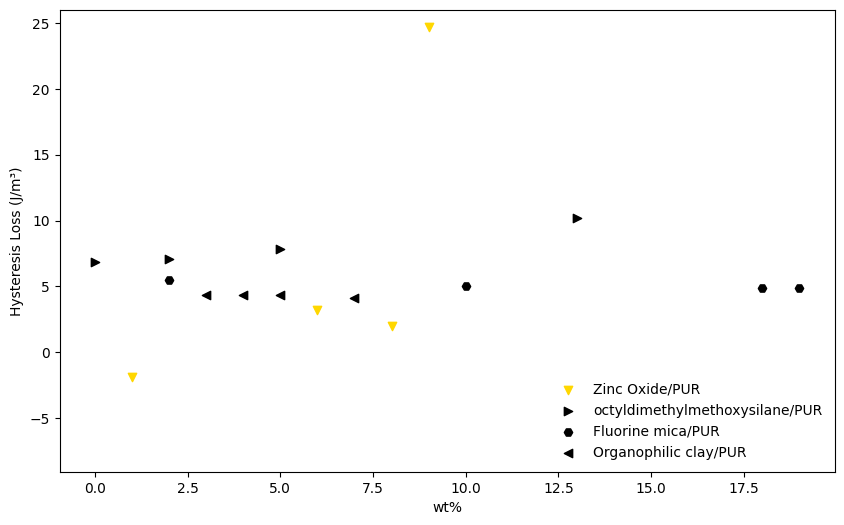 25
20
15
10
5
0
−5
Hysteresis Loss (J/m³)
Zinc Oxide/PUR
octyldimethylmethoxysilane/PUR
Fluorine mica/PUR
Organophilic clay/PUR
0.0 2.5 5.0 7.5 10.0 12.5 15.0 17.5
wt%